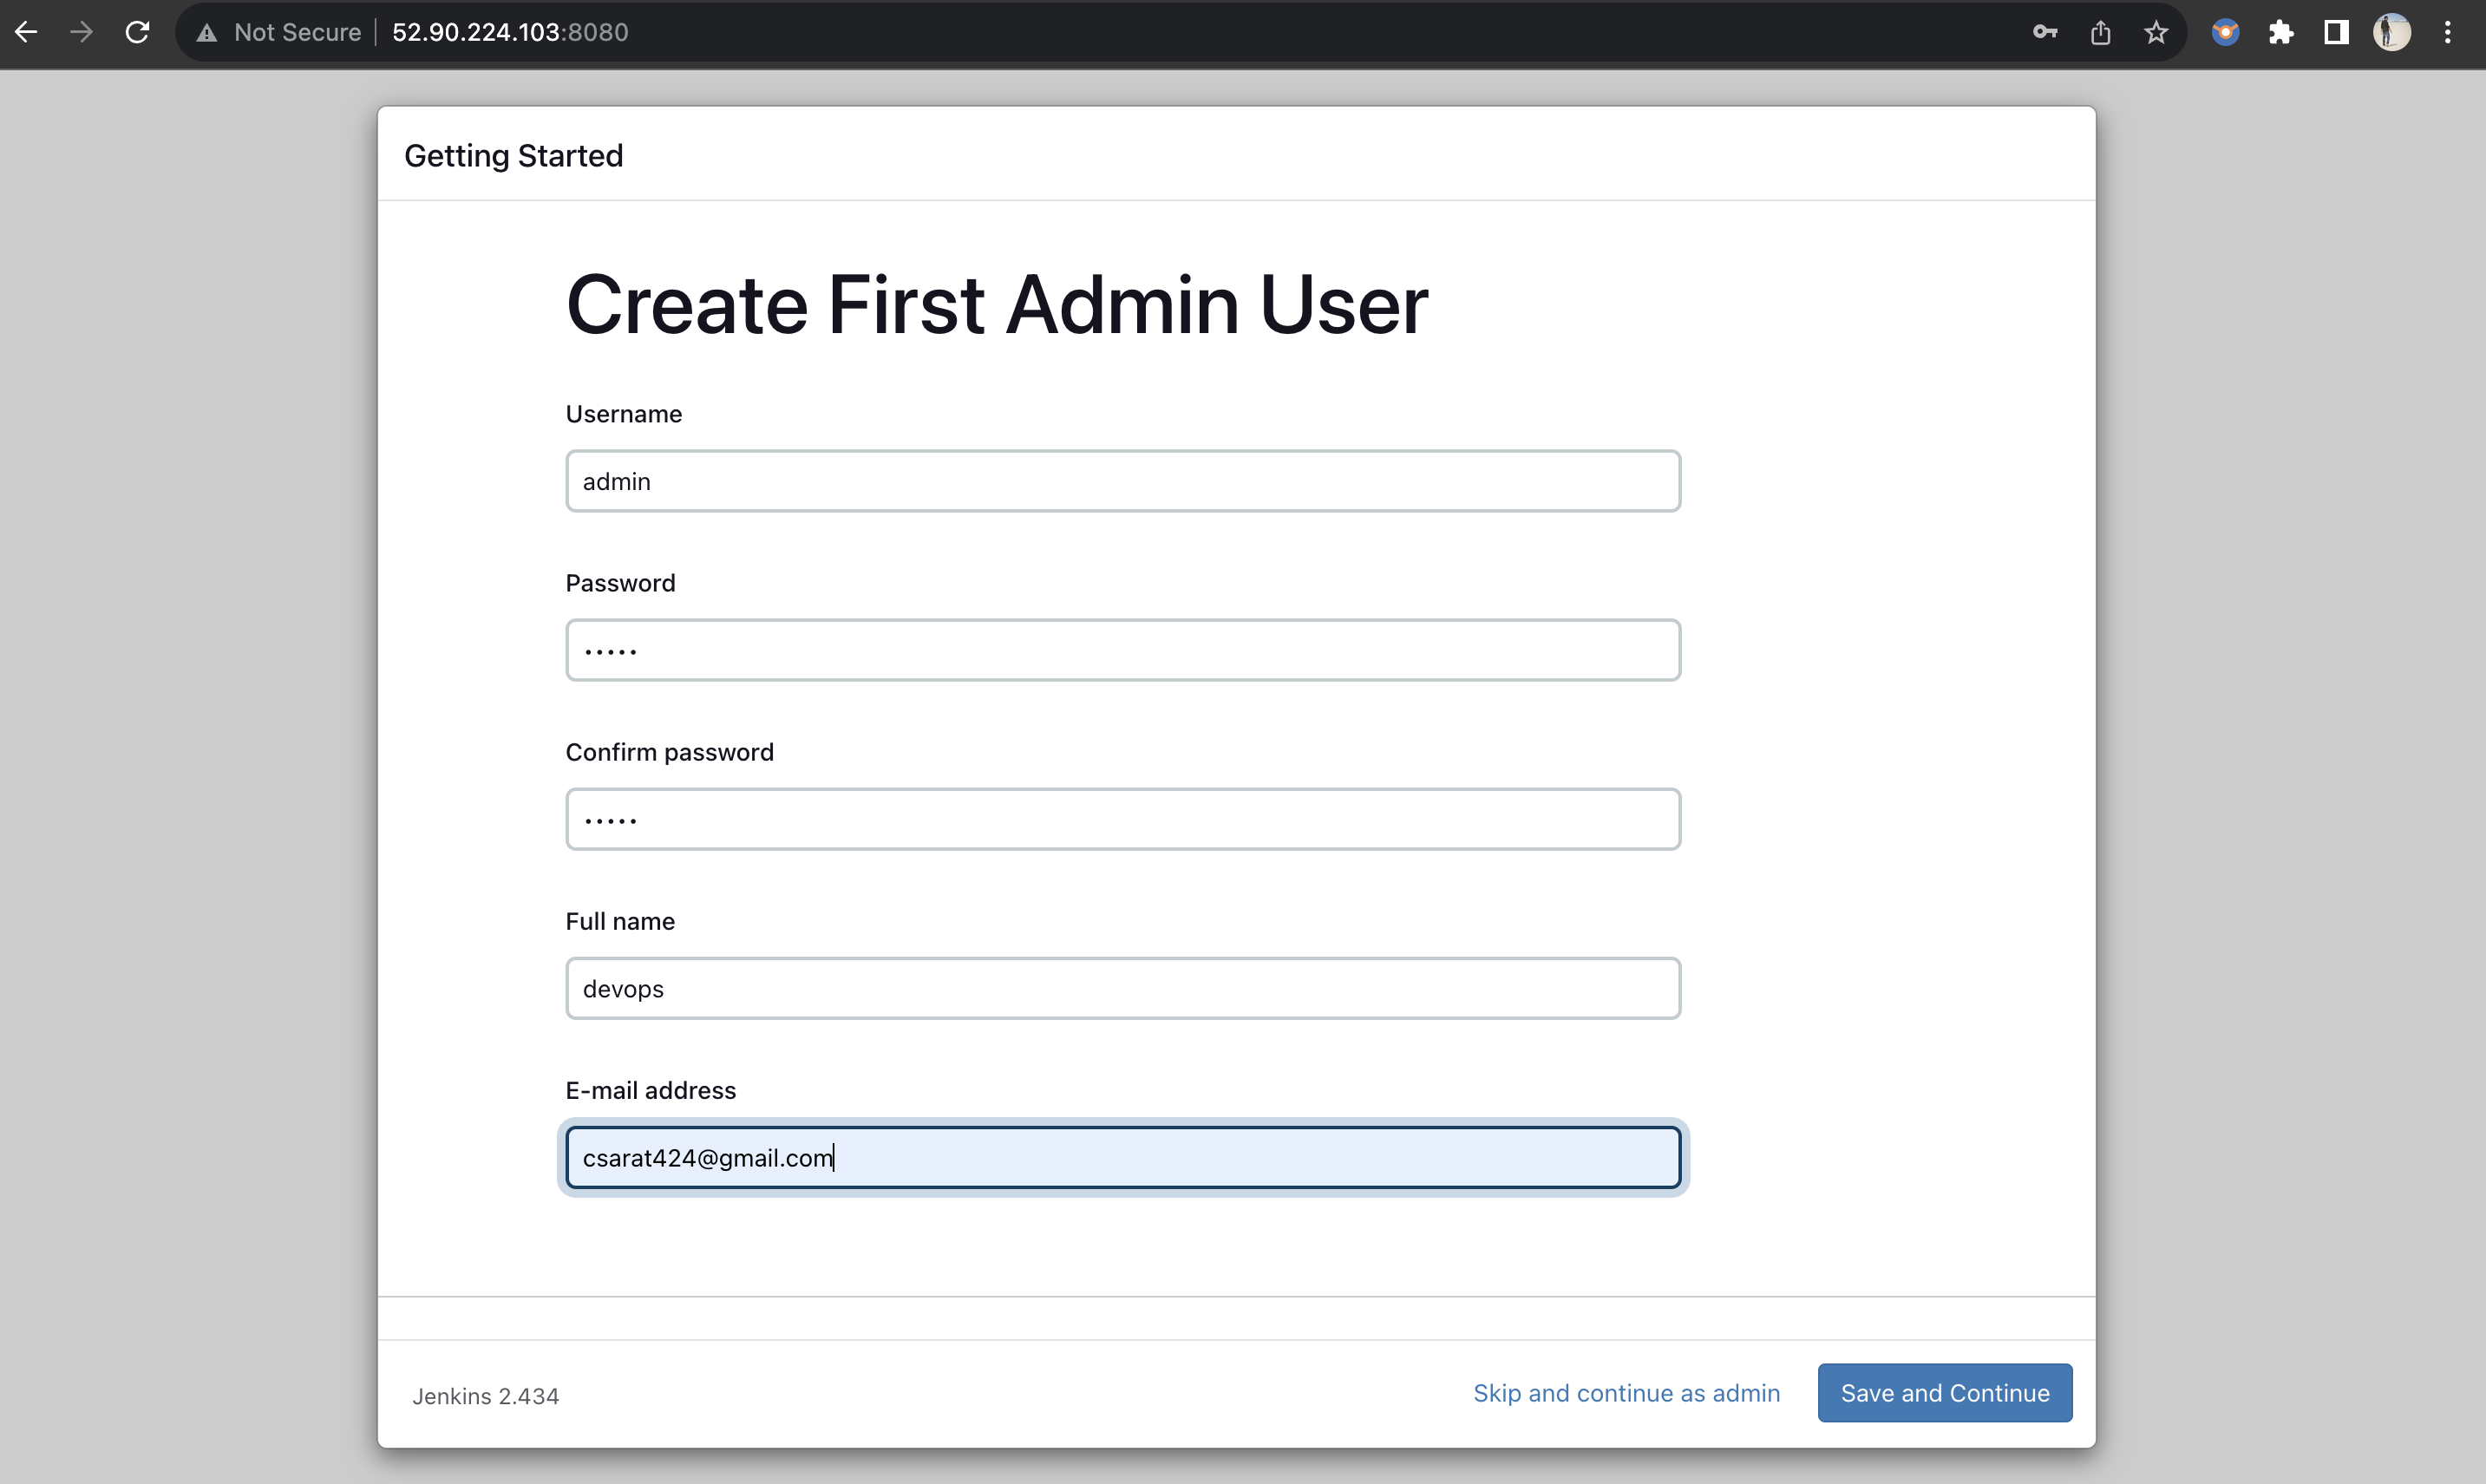 Not Secure | 52.90.224.103:8080
Getting Started
Create First Admin User
Username
admin
Password
•••••
Confirm password
•••••
Full name
devops
E-mail address
csarat424@gmail.com
Jenkins 2.434
Skip and continue as admin
Save and Continue